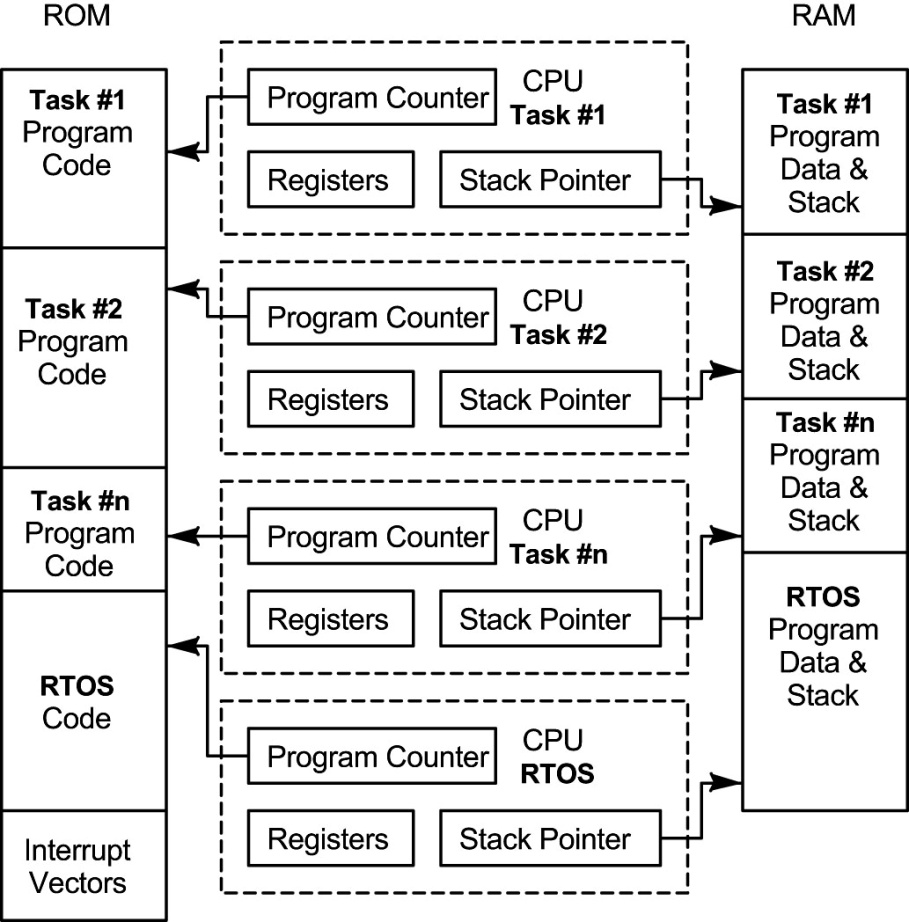 ROM
RAM
Task #1
Program
Code
Task #2
Program
Code
Task #n
Program
Code
RTOS
Code
Interrupt
Vectors
Program Counter
CPU
Task #1
Registers
Stack Pointer
Program Counter
CPU
Task #2
Registers
Stack Pointer
Program Counter
CPU
Task #n
Registers
Stack Pointer
Program Counter
CPU
RTOS
Registers
Stack Pointer
Task #1
Program
Data &
Stack
Task #2
Program
Data &
Stack
Task #n
Program
Data &
Stack
RTOS
Program
Data &
Stack